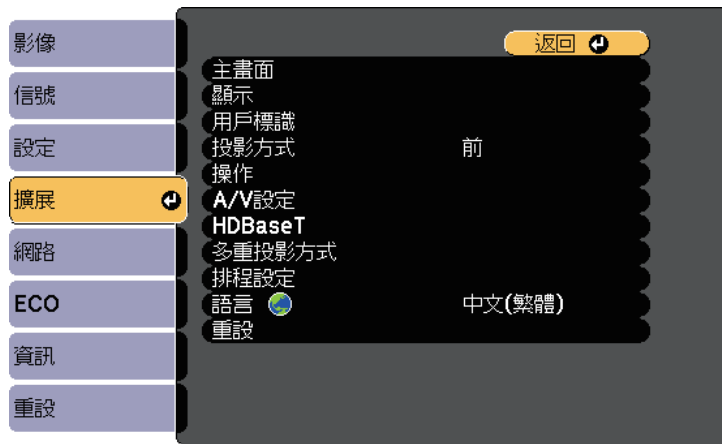 影像
信號
設定
擴展
網路
ECO
資訊
重設
返回
主畫面
顯示
用戶標識
投影方式 前
操作
A/V設定
HDBaseT
多重投影方式
排程設定
語言 中文(繁體)
重設